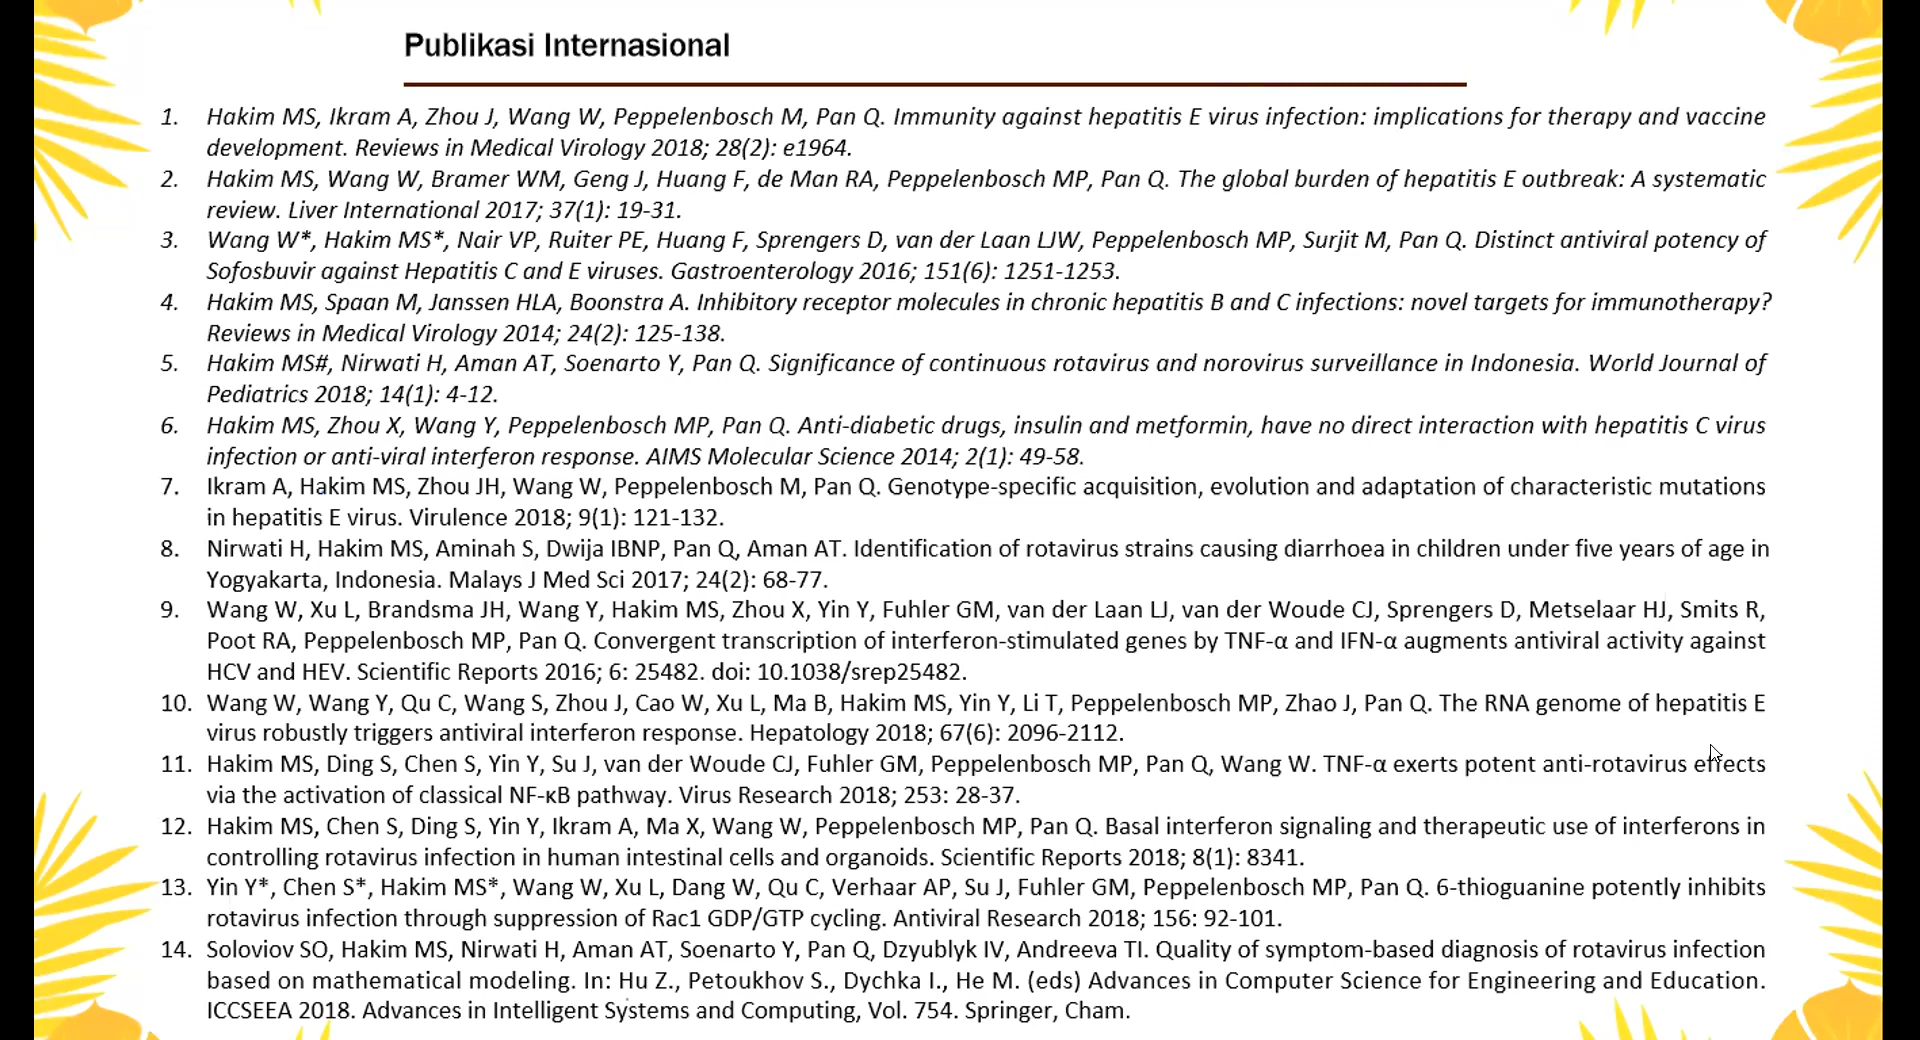 Publikasi Internasional
1. Hakim MS, Ikram A, Zhou J, Wang W, Peppelenbosch M, Pan Q. Immunity against hepatitis E virus infection: implications for therapy and vaccine
development. Reviews in Medical Virology 2018; 28(2): e1964.
2. Hakim MS, Wang W, Bramer WM, Geng J, Huang F, de Man RA, Peppelenbosch MP, Pan Q. The global burden of hepatitis E outbreak: A systematic
review. Liver International 2017; 37(1): 19-31.
3. Wang W*, Hakim MS*, Nair VP, Ruiter PE, Huang F, Sprengers D, van der Laan LJW, Peppelenbosch MP, Surjit M, Pan Q. Distinct antiviral potency of
Sofosbuvir against Hepatitis C and E viruses. Gastroenterology 2016; 151(6): 1251-1253.
4. Hakim MS, Spaan M, Janssen HLA, Boonstra A. Inhibitory receptor molecules in chronic hepatitis B and C infections: novel targets for immunotherapy?
Reviews in Medical Virology 2014; 24(2): 125-138.
5. Hakim MS#, Nirwati H, Aman AT, Soenarto Y, Pan Q. Significance of continuous rotavirus and norovirus surveillance in Indonesia. World Journal of
Pediatrics 2018; 14(1): 4-12.
6. Hakim MS, Zhou X, Wang Y, Peppelenbosch MP, Pan Q. Anti-diabetic drugs, insulin and metformin, have no direct interaction with hepatitis C virus
infection or anti-viral interferon response. AIMS Molecular Science 2014; 2(1): 49-58.
7. Ikram A, Hakim MS, Zhou JH, Wang W, Peppelenbosch M, Pan Q. Genotype-specific acquisition, evolution and adaptation of characteristic mutations
in hepatitis E virus. Virulence 2018; 9(1): 121-132.
8. Nirwati H, Hakim MS, Aminah S, Dwija IBNP, Pan Q, Aman AT. Identification of rotavirus strains causing diarrhoea in children under five years of age in
Yogyakarta, Indonesia. Malays J Med Sci 2017; 24(2): 68-77.
9. Wang W, Xu L, Brandsma JH, Wang Y, Hakim MS, Zhou X, Yin Y, Fuhler GM, van der Laan LJ, van der Woude CJ, Sprengers D, Metselaar HJ, Smits R,
Poot RA, Peppelenbosch MP, Pan Q. Convergent transcription of interferon-stimulated genes by TNF-α and IFN-α augments antiviral activity against
HCV and HEV. Scientific Reports 2016; 6: 25482. doi: 10.1038/srep25482.
10. Wang W, Wang Y, Qu C, Wang S, Zhou J, Cao W, Xu L, Ma B, Hakim MS, Yin Y, Li T, Peppelenbosch MP, Zhao J, Pan Q. The RNA genome of hepatitis E
virus robustly triggers antiviral interferon response. Hepatology 2018; 67(6): 2096-2112.
11. Hakim MS, Ding S, Chen S, Yin Y, Su J, van der Woude CJ, Fuhler GM, Peppelenbosch MP, Pan Q, Wang W. TNF-α exerts potent anti-rotavirus effects
via the activation of classical NF-κB pathway. Virus Research 2018; 253: 28-37.
12. Hakim MS, Chen S, Ding S, Yin Y, Ikram A, Ma X, Wang W, Peppelenbosch MP, Pan Q. Basal interferon signaling and therapeutic use of interferons in
controlling rotavirus infection in human intestinal cells and organoids. Scientific Reports 2018; 8(1): 8341.
13. Yin Y*, Chen S*, Hakim MS*, Wang W, Xu L, Dang W, Qu C, Verhaar AP, Su J, Fuhler GM, Peppelenbosch MP, Pan Q. 6-thioguanine potently inhibits
rotavirus infection through suppression of Rac1 GDP/GTP cycling. Antiviral Research 2018; 156: 92-101.
14. Soloviov SO, Hakim MS, Nirwati H, Aman AT, Soenarto Y, Pan Q, Dzyublyk IV, Andreeva TI. Quality of symptom-based diagnosis of rotavirus infection
based on mathematical modeling. In: Hu Z., Petoukhov S., Dychka I., He M. (eds) Advances in Computer Science for Engineering and Education.
ICCSEEA 2018. Advances in Intelligent Systems and Computing, Vol. 754. Springer, Cham.